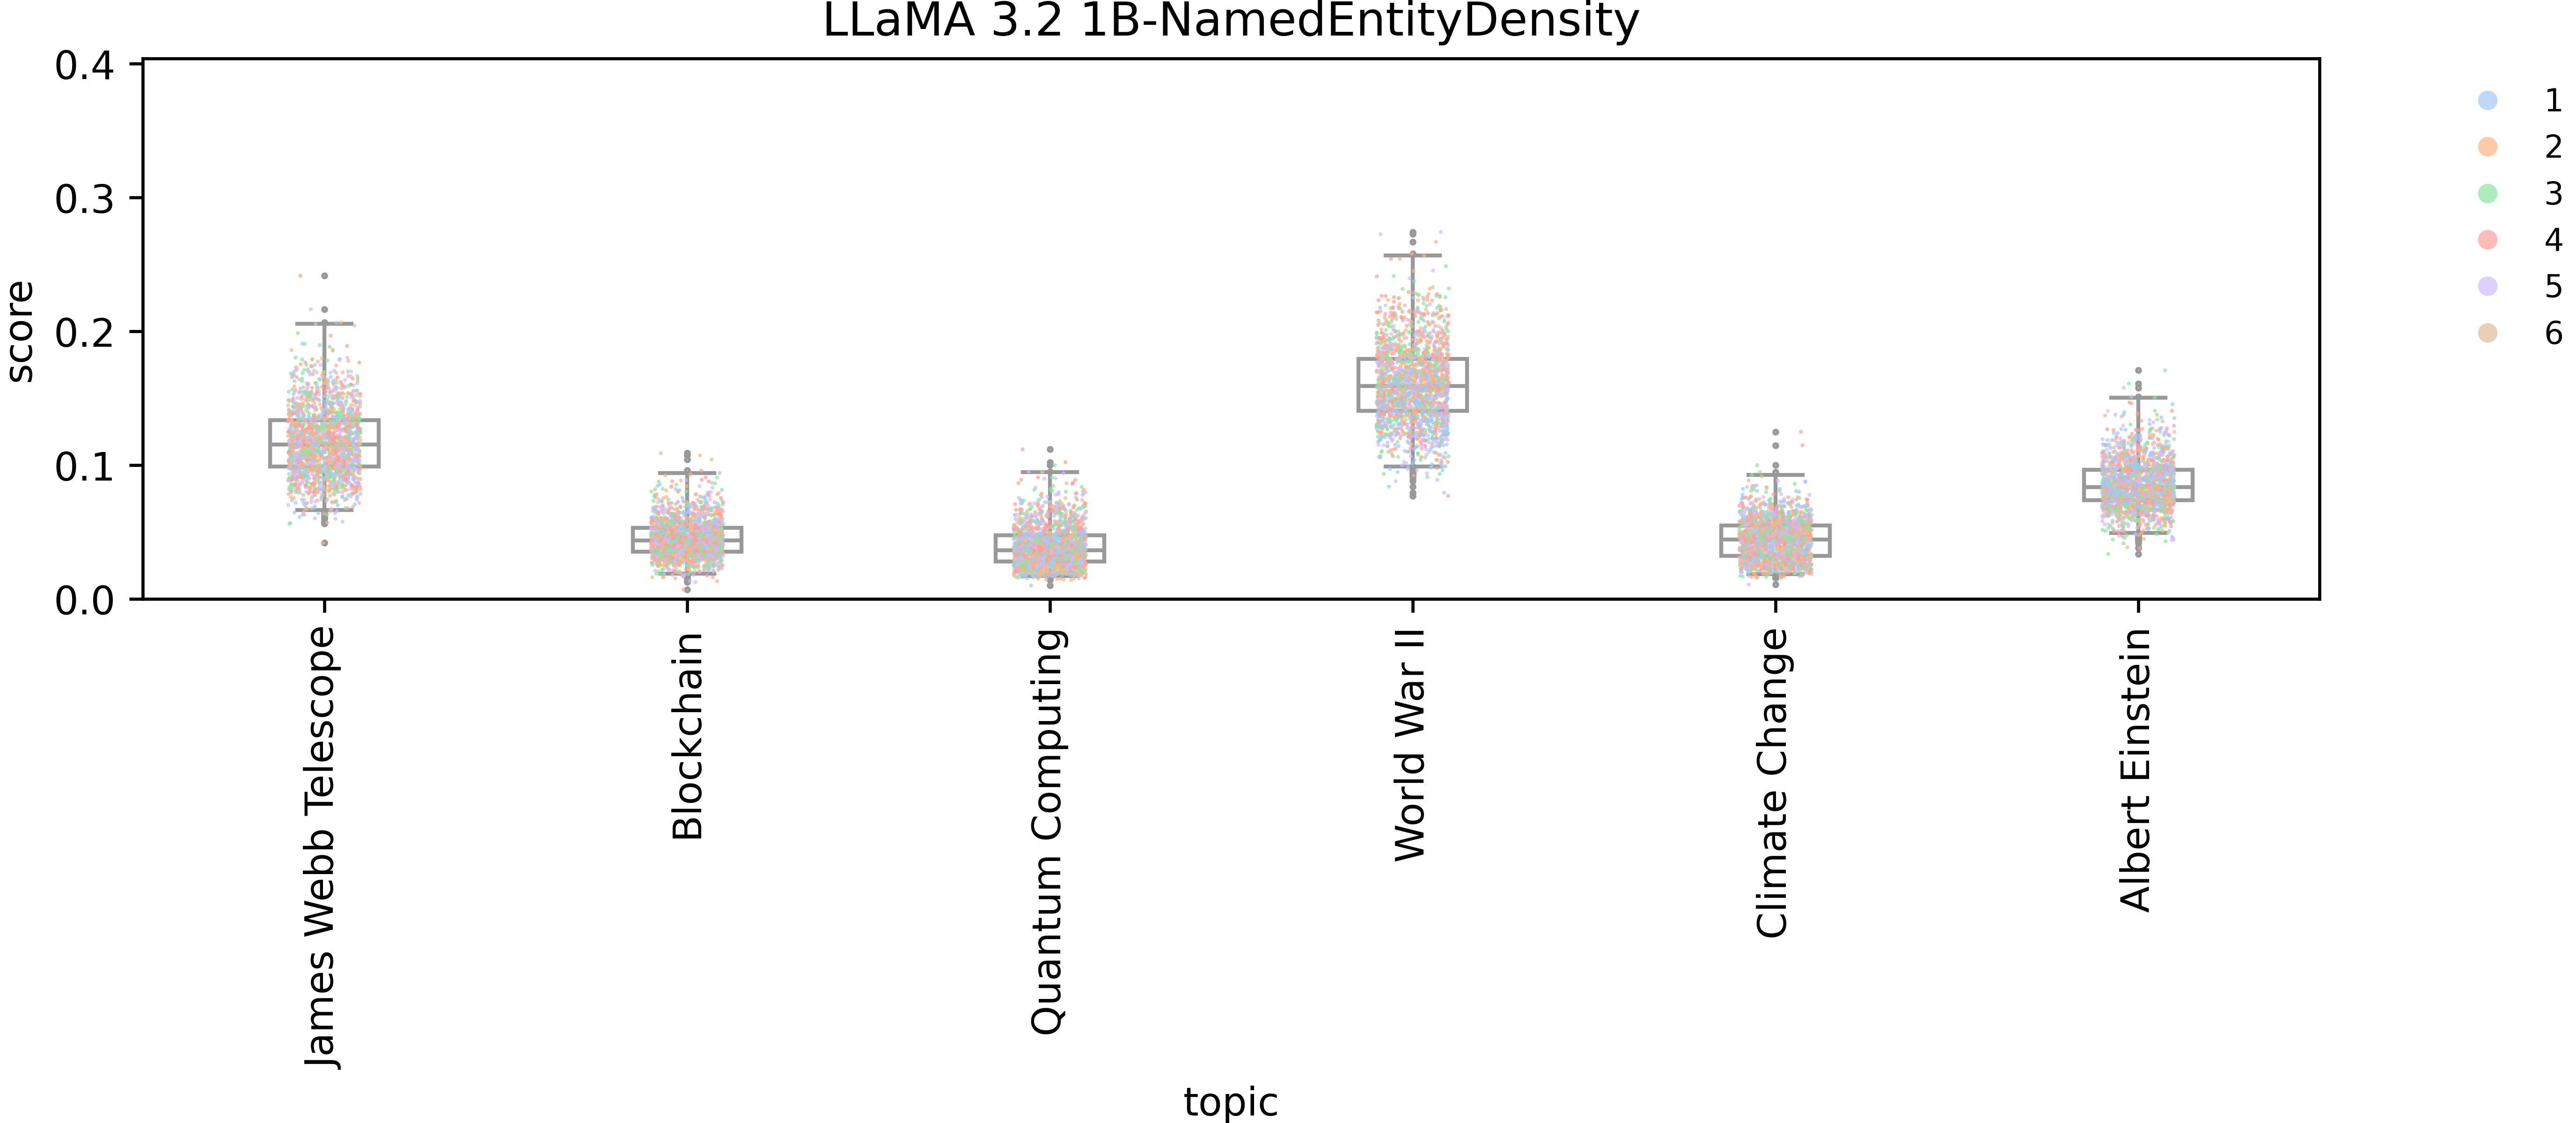 LLaMA 3.2 1B-NamedEntityDensity
score
0.4
0.3
0.2
0.1
0.0
James Webb Telescope
Blockchain
Quantum Computing
World War II
Climate Change
Albert Einstein
topic
1
2
3
4
5
6